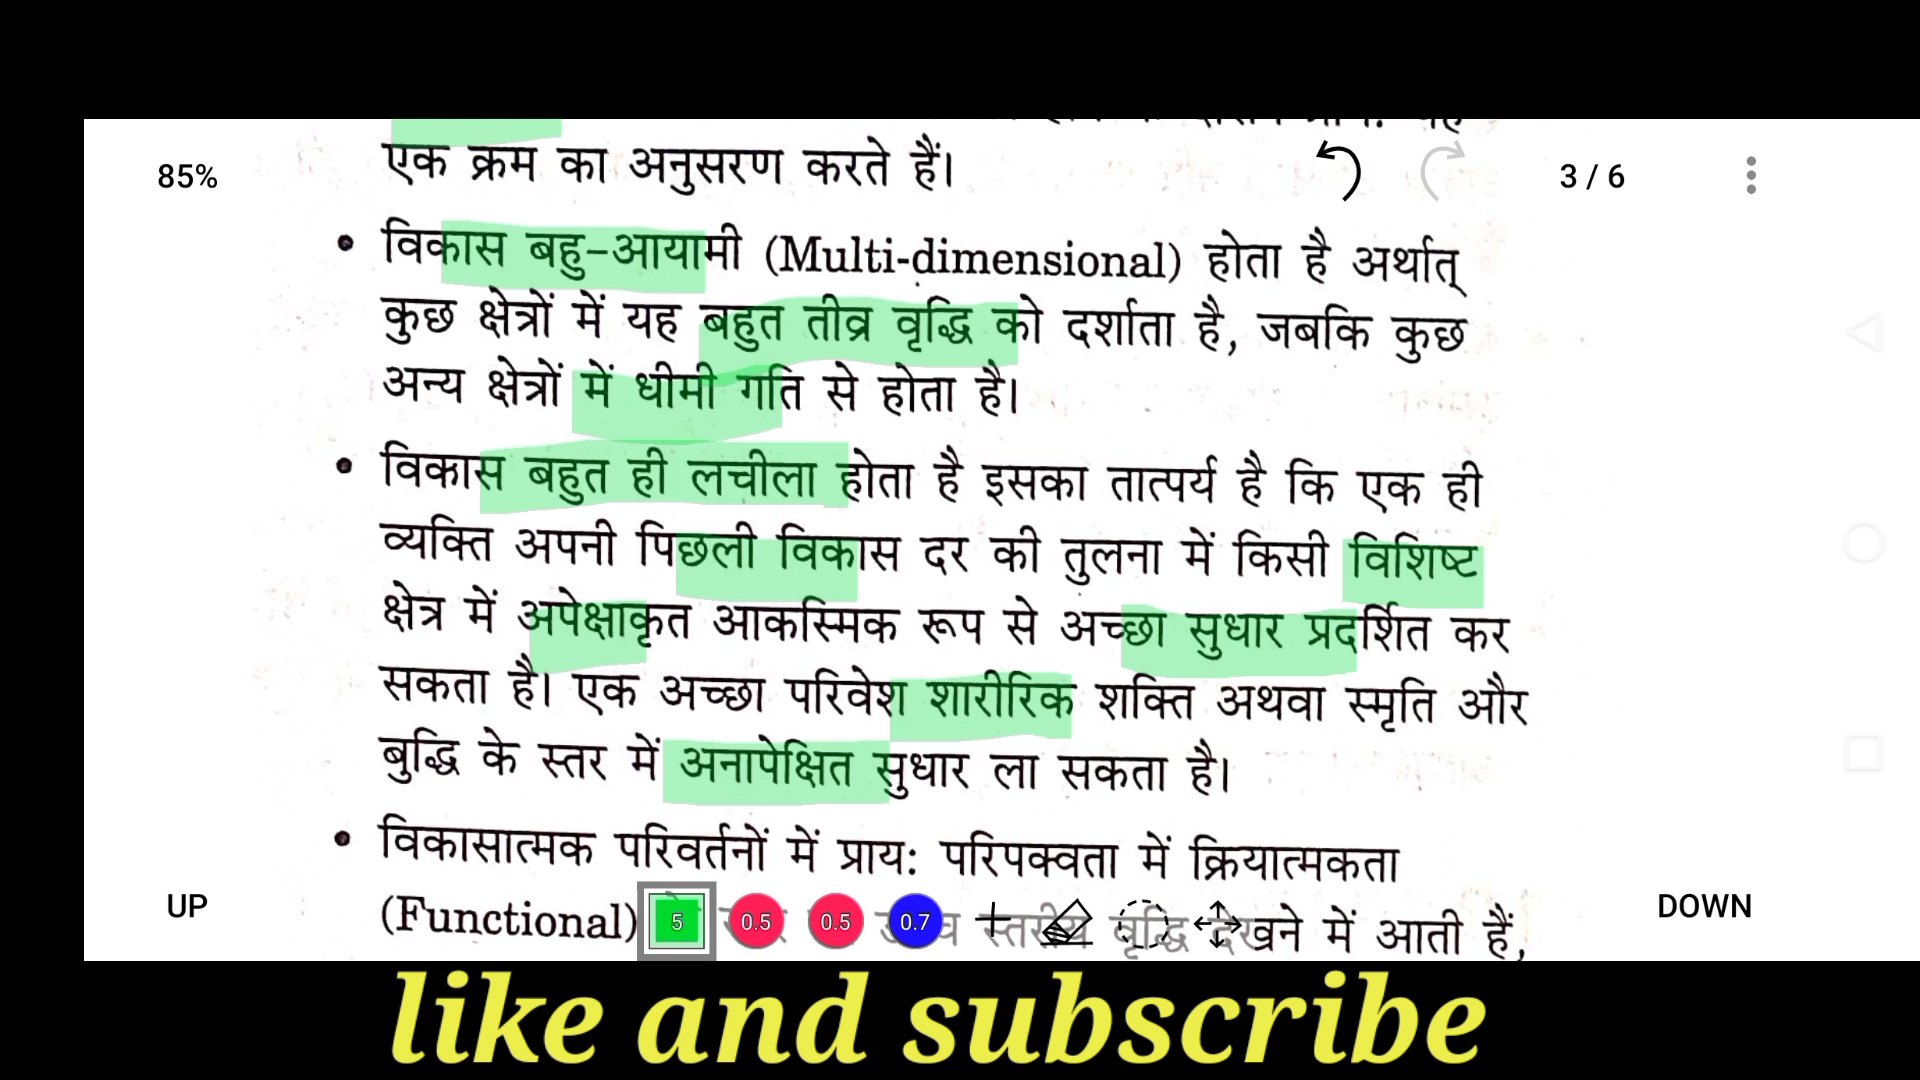 85%
3 / 6
एक क्रम का अनुसरण करते हैं।
• विकास बहु-आयामी (Multi-dimensional) होता है अर्थात्
कुछ क्षेत्रों में यह बहुत तीव्र वृद्धि को दर्शाता है, जबकि कुछ
अन्य क्षेत्रों में धीमी गति से होता है।
• विकास बहुत ही लचीला होता है इसका तात्पर्य है कि एक ही
व्यक्ति अपनी पिछली विकास दर की तुलना में किसी विशिष्ट
क्षेत्र में अपेक्षाकृत आकस्मिक रूप से अच्छा सुधार प्रदर्शित कर
सकता है। एक अच्छा परिवेश शारीरिक शक्ति अथवा स्मृति और
बुद्धि के स्तर में अनापेक्षित सुधार ला सकता है।
• विकासात्मक परिवर्तनों में प्राय: परिपक्वता में क्रियात्मकता
(Functional) स्तरीय वृद्धि देखने में आती हैं,
UP
5 0.5 0.5 0.7
DOWN
like and subscribe